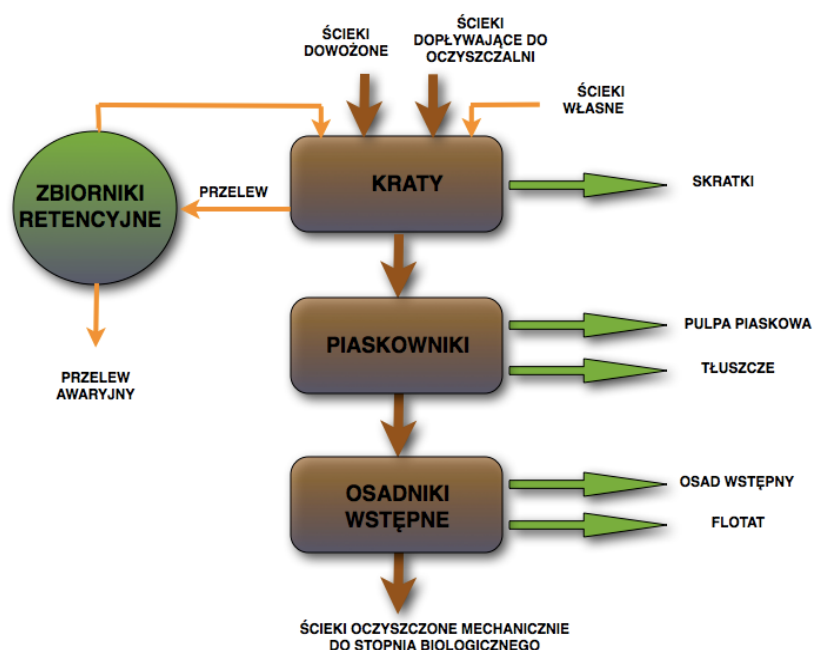 ŚCIEKI
DOWOŻONE
ŚCIEKI
DOPŁYWAJĄCE DO
OCZYSZCZALNI
ŚCIEKI
WŁASNE
ZBIORNIKI
RETENCYJNE
PRZELEW
KRATY
SKRATKI
PIASKOWNIKI
PULPA PIASKOWA
TŁUSZCZE
PRZELEW
AWARYJNY
OSADNIKI
WSTĘPNE
OSAD WSTĘPNY
FLOTAT
ŚCIEKI OCZYSZCZONE MECHANICZNIE
DO STOPNIA BIOLOGICZNEGO